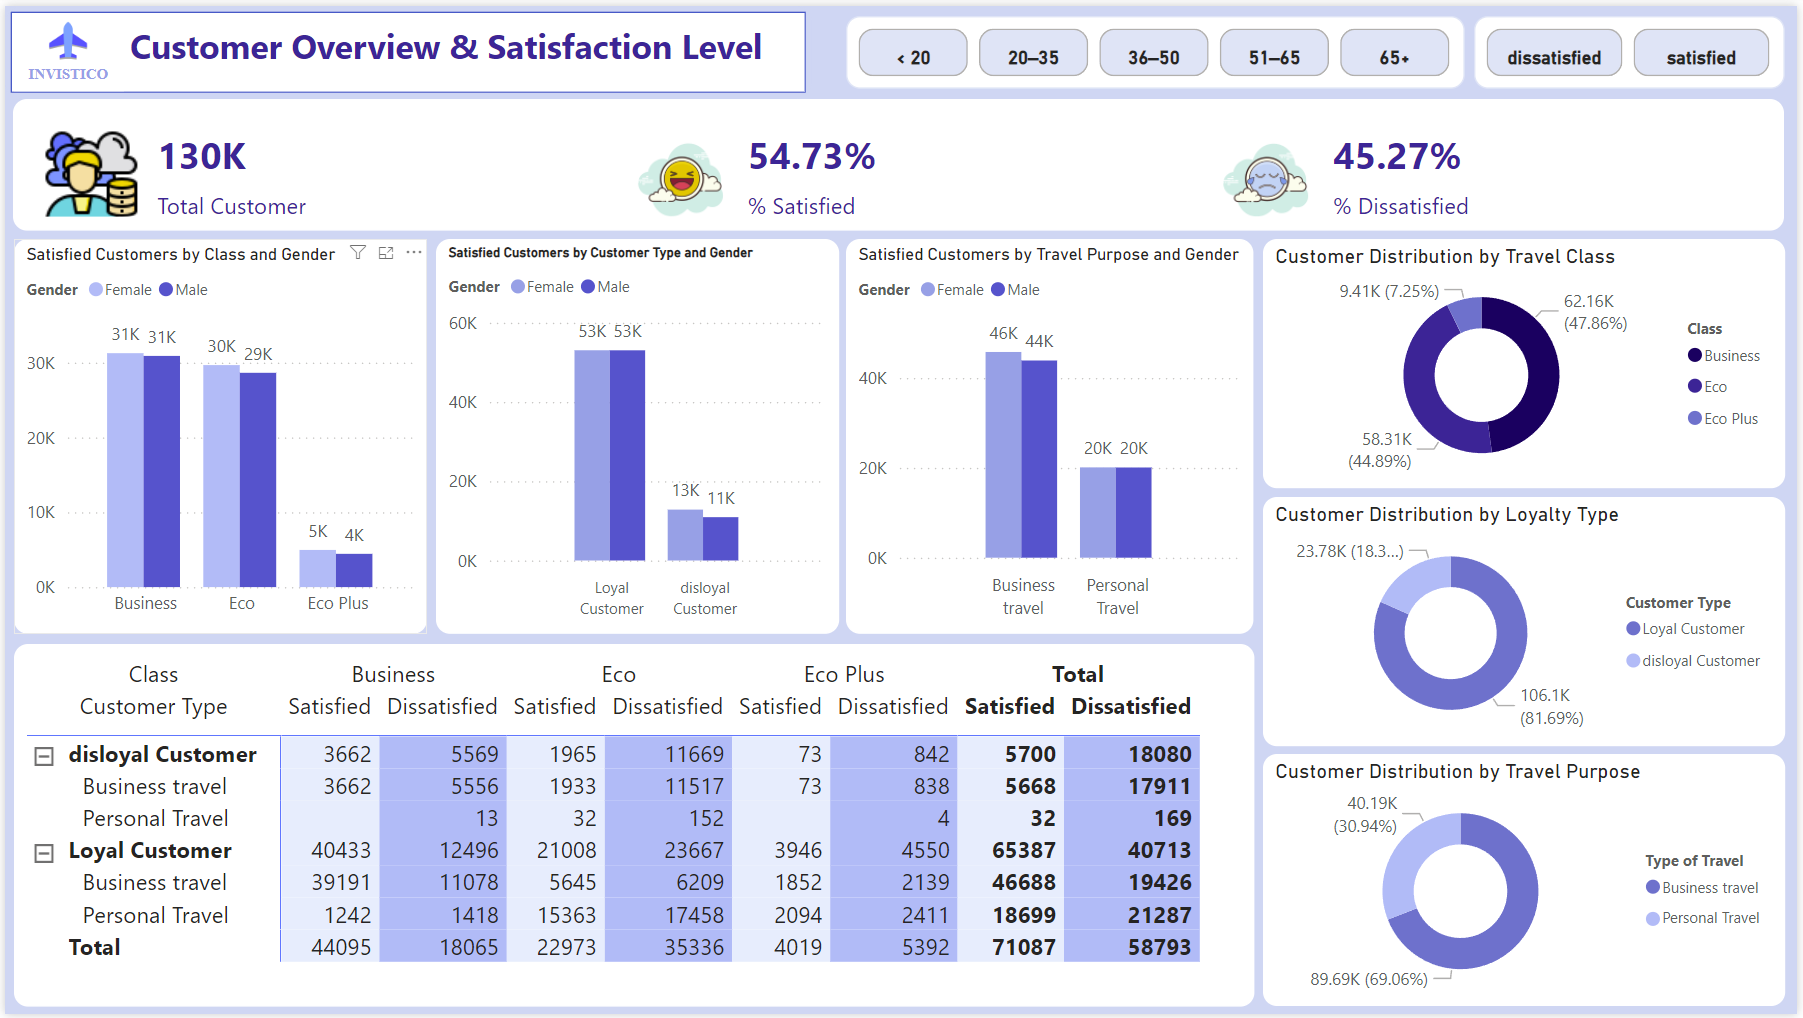 INVISTICO
Customer Overview & Satisfaction Level
< 20
20–35
36–50
51–65
65+
dissatisfied
satisfied
130K
Total Customer
54.73%
% Satisfied
45.27%
% Dissatisfied
Satisfied Customers by Class and Gender
Gender Female Male
31K 31K
30K 29K
5K 4K
30K
20K
10K
0K
Business Eco Eco Plus
Satisfied Customers by Customer Type and Gender
Gender Female Male
60K
53K 53K
40K
20K
13K 11K
0K
Loyal
Customer
disloyal
Customer
Satisfied Customers by Travel Purpose and Gender
Gender Female Male
46K 44K
40K
20K 20K
20K
0K
Business
travel
Personal
Travel
Customer Distribution by Travel Class
9.41K (7.25%)
62.16K
(47.86%)
58.31K
(44.89%)
Class
Business
Eco
Eco Plus
Customer Distribution by Loyalty Type
23.78K (18.3...)
106.1K
(81.69%)
Customer Type
Loyal Customer
disloyal Customer
Customer Distribution by Travel Purpose
40.19K
(30.94%)
89.69K (69.06%)
Type of Travel
Business travel
Personal Travel
Class Business Eco Eco Plus Total
Customer Type Satisfied Dissatisfied Satisfied Dissatisfied Satisfied Dissatisfied Satisfied Dissatisfied
disloyal Customer 3662 5569 1965 11669 73 842 5700 18080
Business travel 3662 5556 1933 11517 73 838 5668 17911
Personal Travel 13 32 152 4 32 169
Loyal Customer 40433 12496 21008 23667 3946 4550 65387 40713
Business travel 39191 11078 5645 6209 1852 2139 46688 19426
Personal Travel 1242 1418 15363 17458 2094 2411 18699 21287
Total 44095 18065 22973 35336 4019 5392 71087 58793